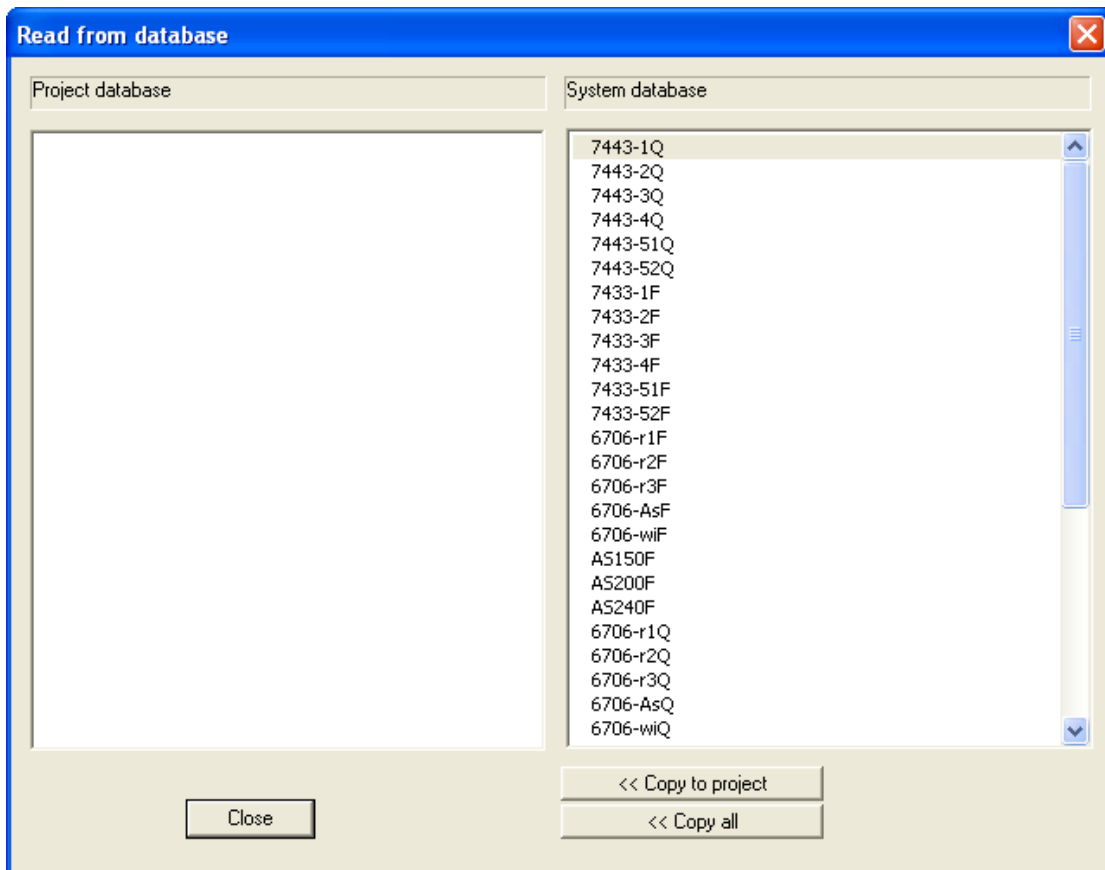 Read from database
Project database
System database
7443-1Q
7443-2Q
7443-3Q
7443-4Q
7443-51Q
7443-52Q
7433-1F
7433-2F
7433-3F
7433-4F
7433-51F
7433-52F
6706-r1F
6706-r2F
6706-r3F
6706-AsF
6706-wiF
AS150F
AS200F
AS240F
6706-r1Q
6706-r2Q
6706-r3Q
6706-AsQ
6706-wiQ
<< Copy to project
Close
<< Copy all